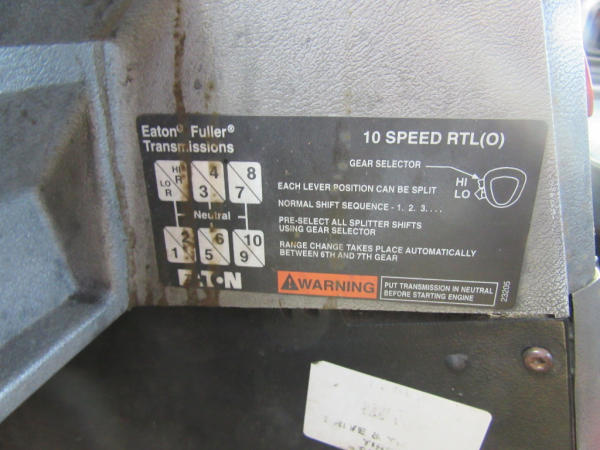 Eaton® Fuller®
Transmissions
10 SPEED RTL(O)
GEAR SELECTOR
HI
LO
HI
R
LO
R
4
3
8
7
Neutral
2
1
6
5
10
9
EACH LEVER POSITION CAN BE SPLIT
NORMAL SHIFT SEQUENCE - 1. 2. 3. . . .
PRE-SELECT ALL SPLITTER SHIFTS
USING GEAR SELECTOR
RANGE CHANGE TAKES PLACE AUTOMATICALLY
BETWEEN 6TH AND 7TH GEAR
EATON
WARNING
PUT TRANSMISSION IN NEUTRAL
BEFORE STARTING ENGINE
23205